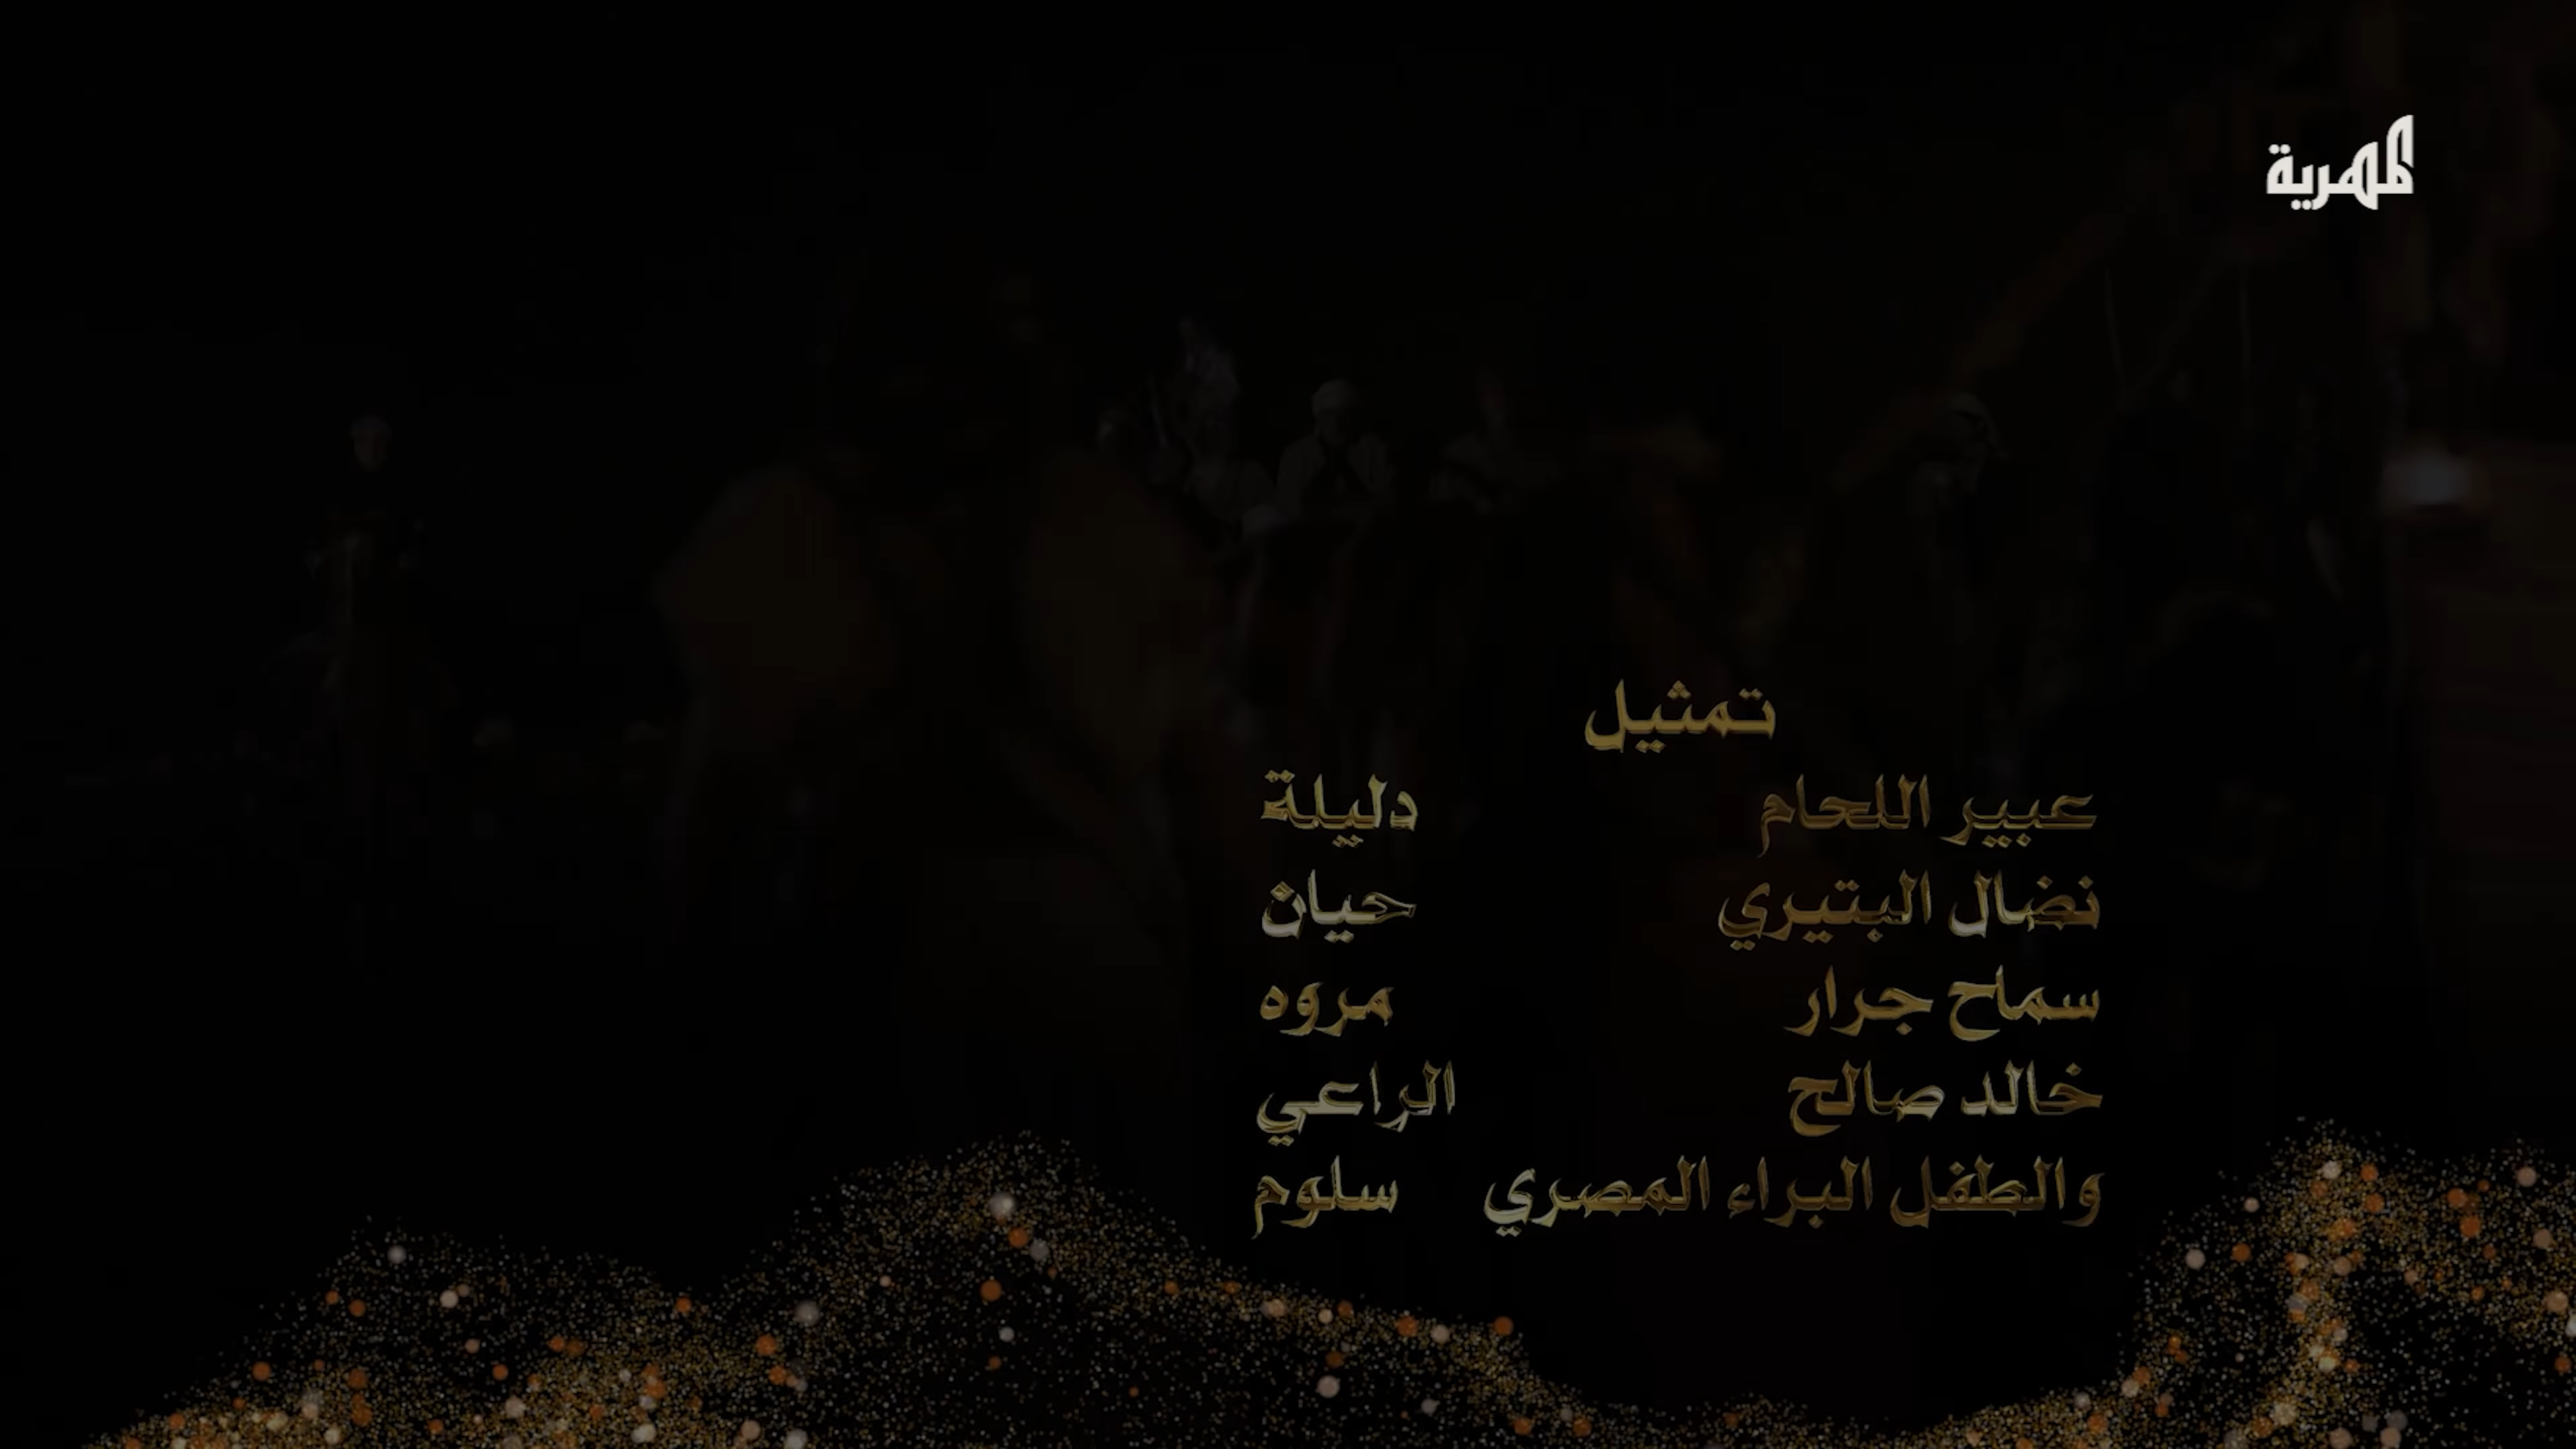 المهرية
تمثيل
عبير اللحام دليلة
نضال البتيري حيان
سماح جرار مروه
خالد صالح الراعي
والطفل البراء المصري سلوم